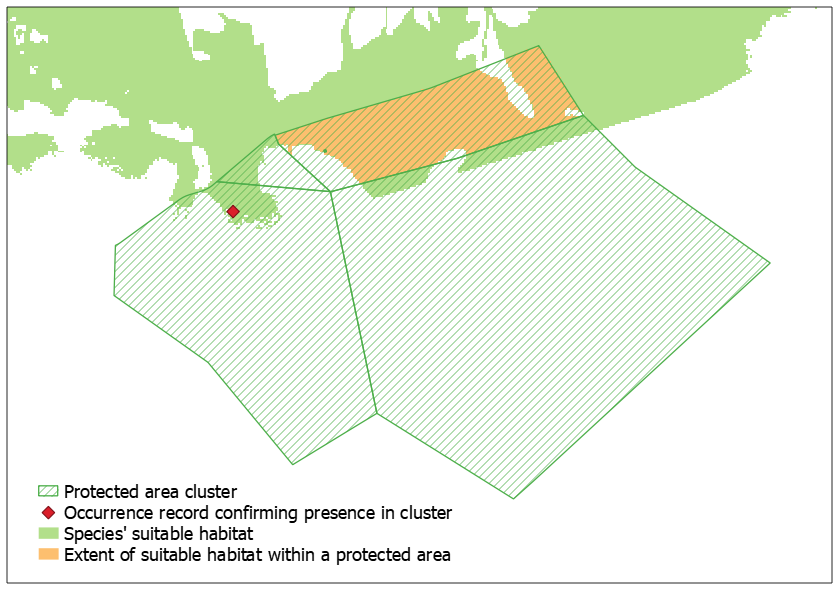 Protected area cluster
Occurrence record confirming presence in cluster
Species' suitable habitat
Extent of suitable habitat within a protected area